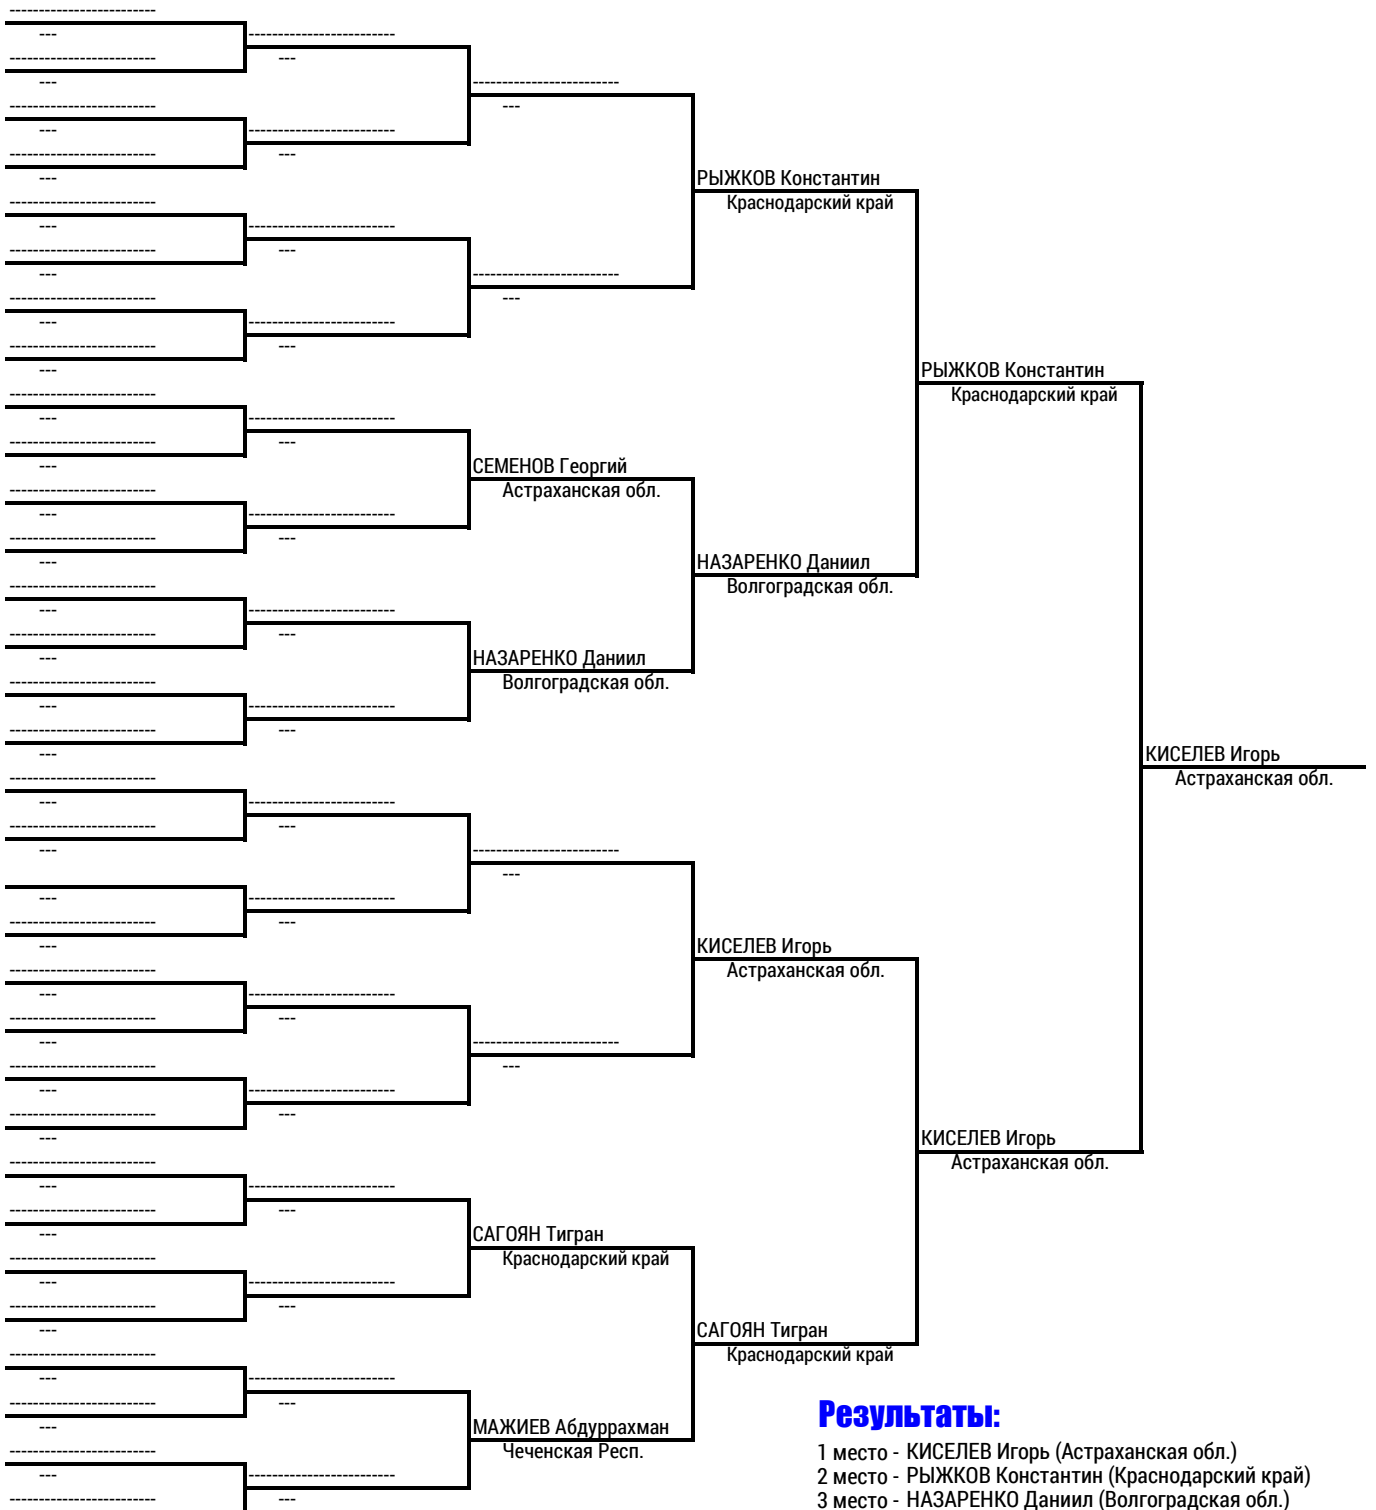 РЫЖКОВ Константин
Краснодарский край
РЫЖКОВ Константин
Краснодарский край
СЕМЕНОВ Георгий
Астраханская обл.
НАЗАРЕНКО Даниил
Волгоградская обл.
НАЗАРЕНКО Даниил
Волгоградская обл.
КИСЕЛЕВ Игорь
Астраханская обл.
КИСЕЛЕВ Игорь
Астраханская обл.
КИСЕЛЕВ Игорь
Астраханская обл.
САГОЯН Тигран
Краснодарский край
САГОЯН Тигран
Краснодарский край
МАЖИЕВ Абдуррахман
Чеченская Респ.
Результаты:
1 место - КИСЕЛЕВ Игорь (Астраханская обл.)
2 место - РЫЖКОВ Константин (Краснодарский край)
3 место - НАЗАРЕНКО Даниил (Волгоградская обл.)